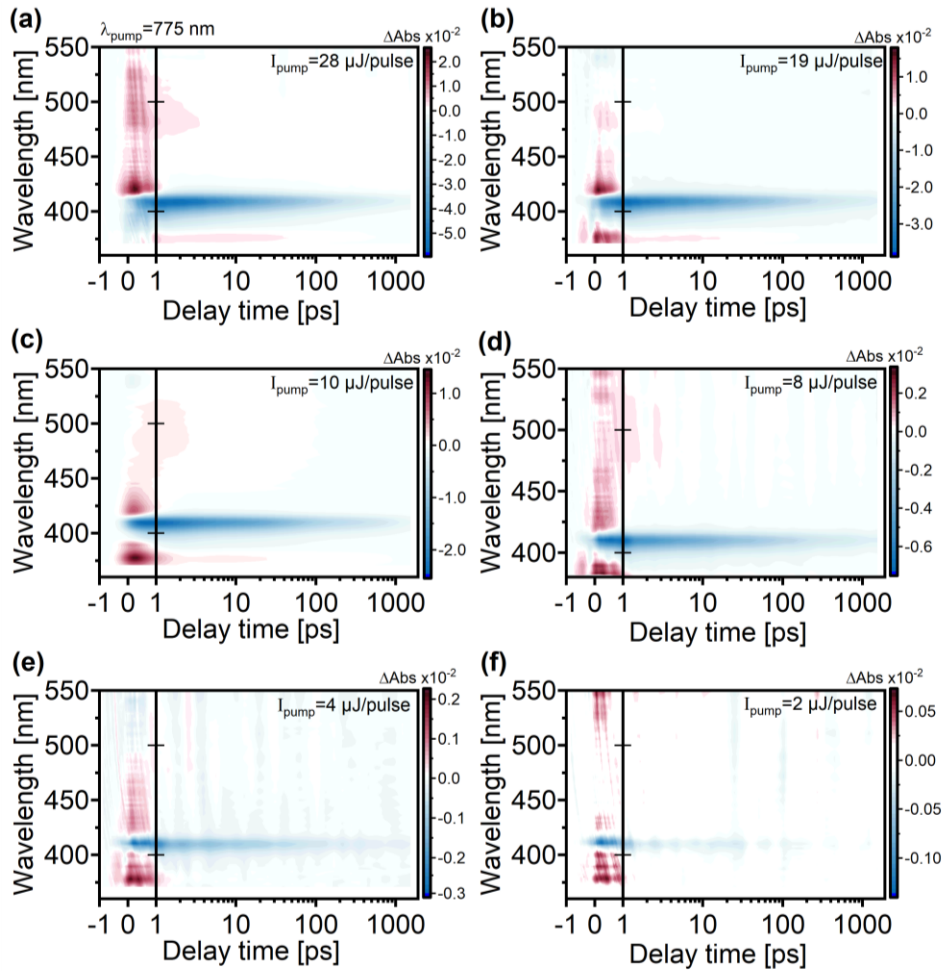 (a)
λpump=775 nm
ΔAbs x10-2
Ipump=28 µJ/pulse
Wavelength [nm]
550
500
450
400
2.0
1.0
0.0
-1.0
-2.0
-3.0
-4.0
-5.0
-1 0 1 10 100 1000
Delay time [ps]
(b)
ΔAbs x10-2
Ipump=19 µJ/pulse
Wavelength [nm]
550
500
450
400
1.0
0.0
-1.0
-2.0
-3.0
-1 0 1 10 100 1000
Delay time [ps]
(c)
ΔAbs x10-2
Ipump=10 µJ/pulse
Wavelength [nm]
550
500
450
400
1.0
0.0
-1.0
-2.0
-1 0 1 10 100 1000
Delay time [ps]
(d)
ΔAbs x10-2
Ipump=8 µJ/pulse
Wavelength [nm]
550
500
450
400
0.2
0.0
-0.2
-0.4
-0.6
-1 0 1 10 100 1000
Delay time [ps]
(e)
ΔAbs x10-2
Ipump=4 µJ/pulse
Wavelength [nm]
550
500
450
400
0.2
0.1
0.0
-0.1
-0.2
-0.3
-1 0 1 10 100 1000
Delay time [ps]
(f)
ΔAbs x10-2
Ipump=2 µJ/pulse
Wavelength [nm]
550
500
450
400
0.05
0.00
-0.05
-0.10
-1 0 1 10 100 1000
Delay time [ps]